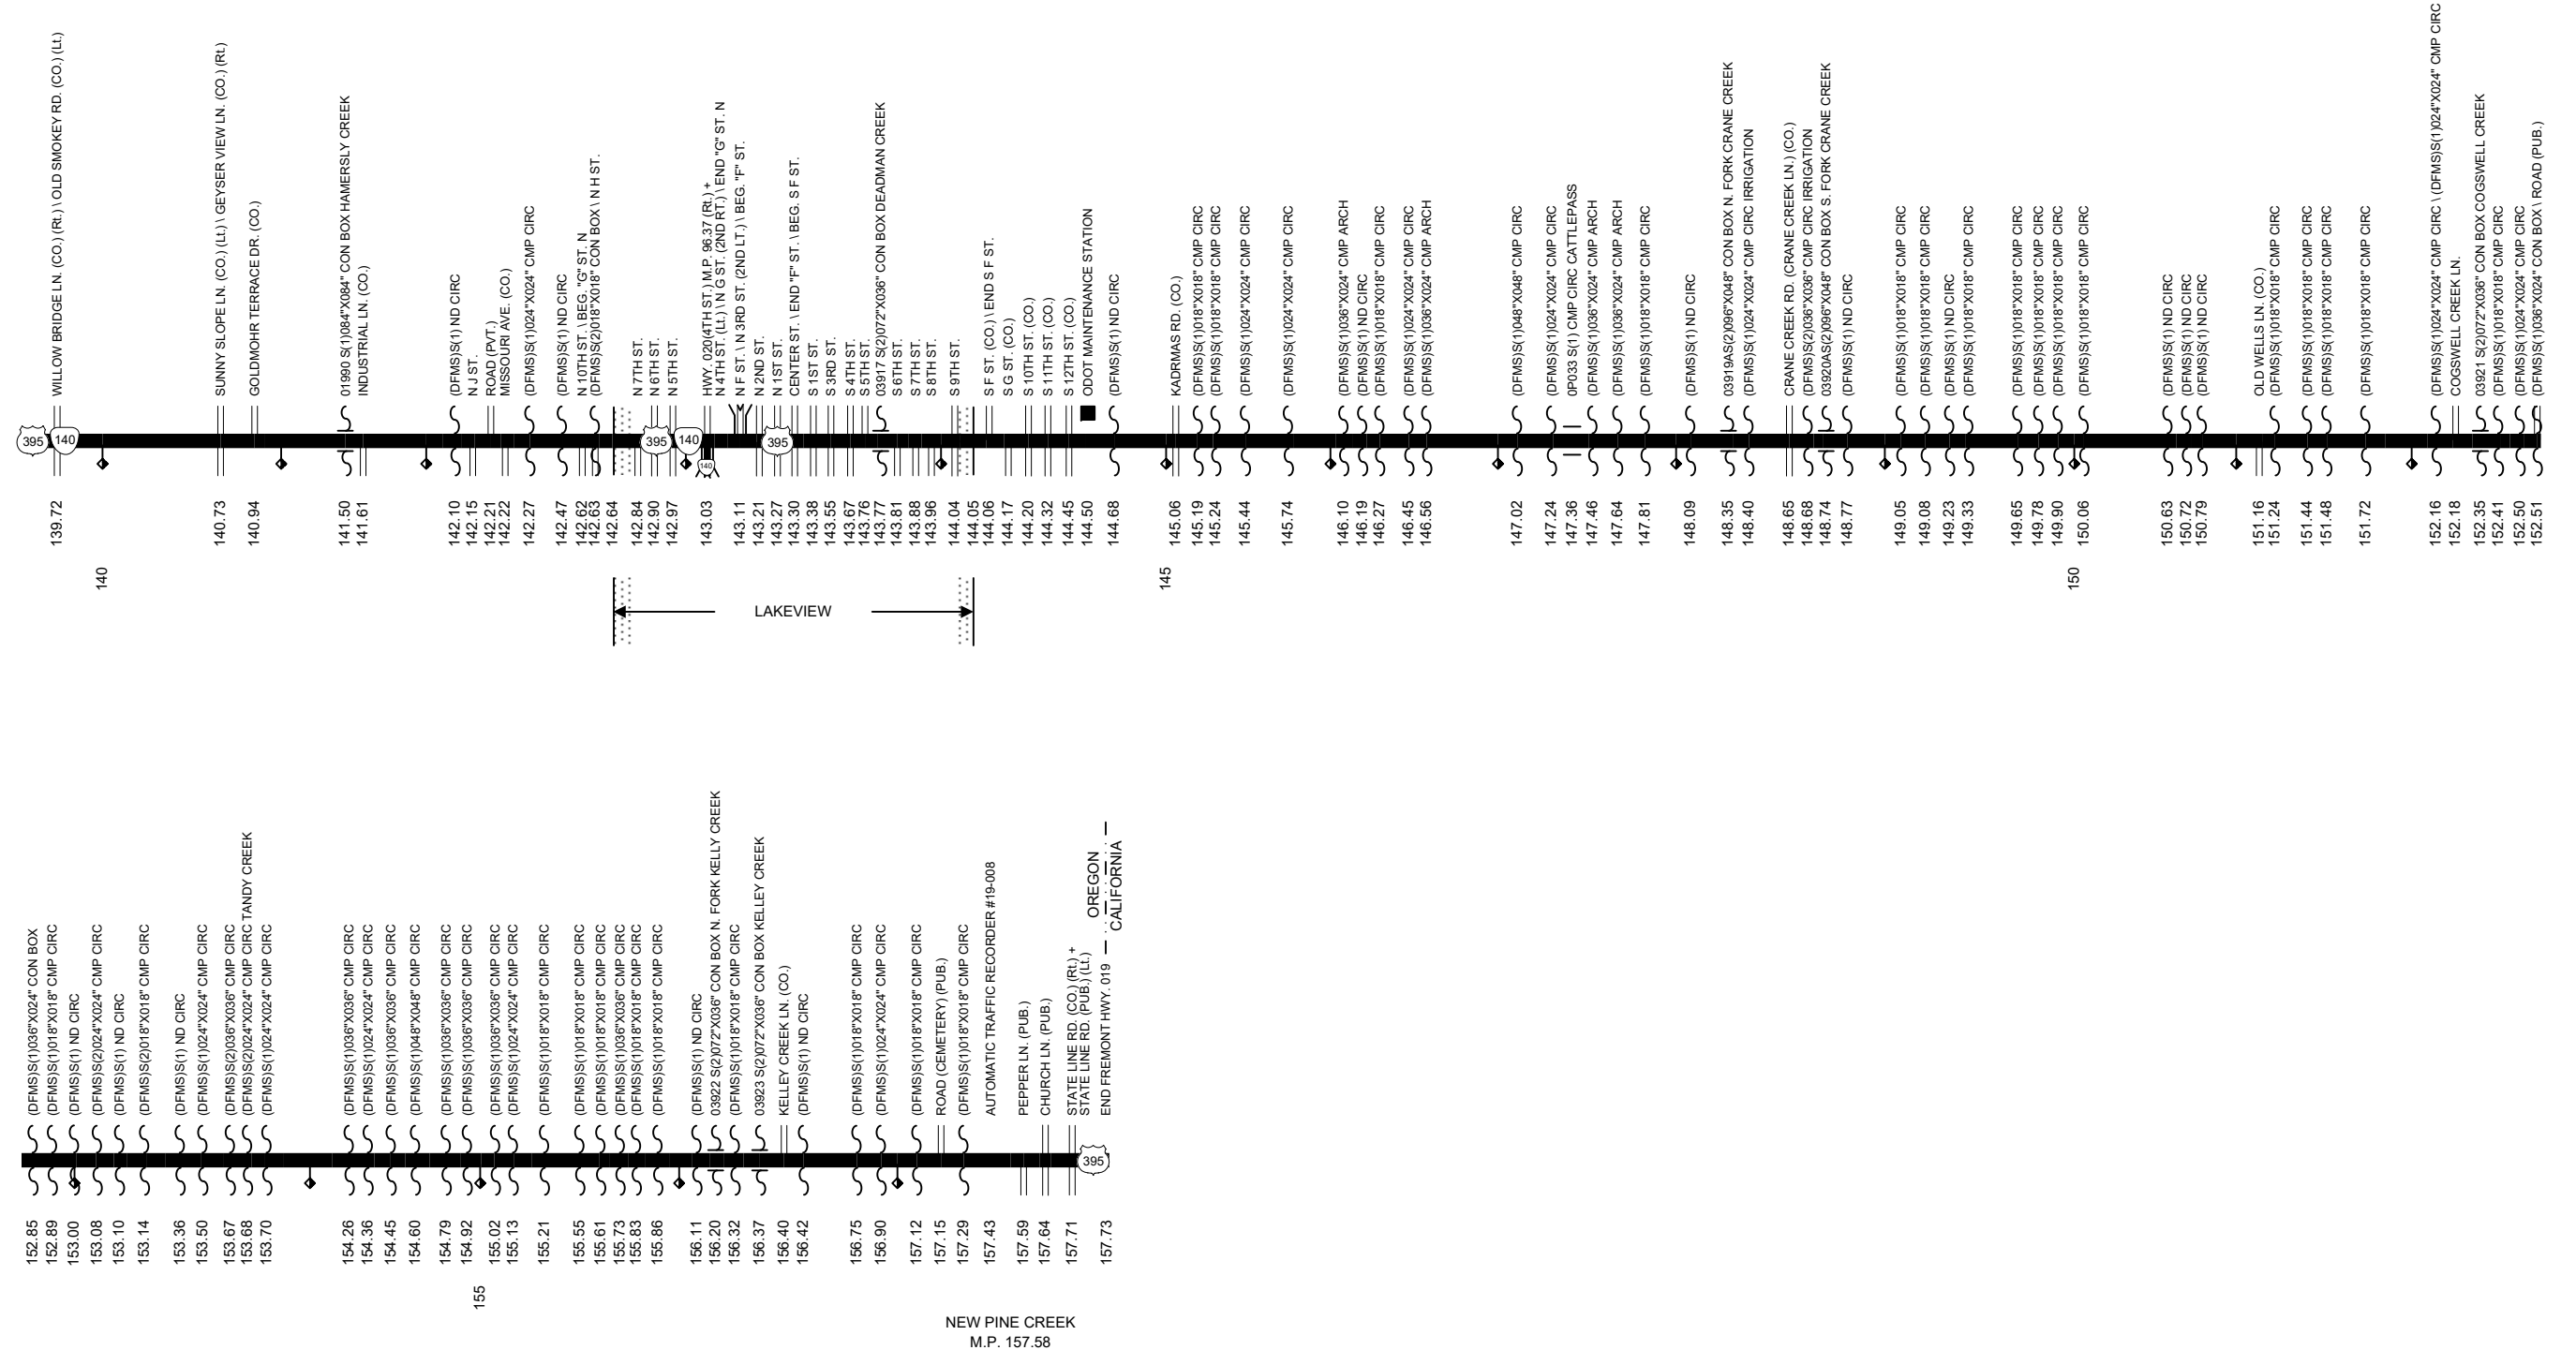 WILLOW BRIDGE LN. (CO.) (Rt.) \ OLD SMOKEY RD. (CO.) (Lt.)
SUNNY SLOPE LN. (CO.) (Lt.) \ GEYSER VIEW LN. (CO.) (Rt.)
GOLDMOHR TERRACE DR. (CO.)
01990 S(1)084"X084" CON BOX HAMERSLY CREEK
INDUSTRIAL LN. (CO.)
(DFMS)S(1) ND CIRC
N J ST.
ROAD (PVT.)
MISSOURI AVE. (CO.)
(DFMS)S(1)024"X024" CMP CIRC
(DFMS)S(1) ND CIRC
N 10TH ST. \ BEG. "G" ST. N
(DFMS)S(2)018"X018" CON BOX \ N H ST.
N 7TH ST.
N 6TH ST.
N 5TH ST.
HWY. 020(4TH ST.) M.P. 96.37 (Rt.) +
N 4TH ST. (Lt.) \ N G ST. (2ND RT.) \ END "G" ST. N
N F ST. \ N 3RD ST. (2ND LT.) \ BEG. "F" ST.
N 2ND ST.
N 1ST ST.
CENTER ST. \ END "F" ST. \ BEG. S F ST.
S 1ST ST.
S 3RD ST.
S 4TH ST.
S 5TH ST.
03917 S(2)072"X036" CON BOX DEADMAN CREEK
S 6TH ST.
S 7TH ST.
S 8TH ST.
S 9TH ST.
S F ST. (CO.) \ END S F ST.
S G ST. (CO.)
S 10TH ST. (CO.)
S 11TH ST. (CO.)
S 12TH ST. (CO.)
ODOT MAINTENANCE STATION
(DFMS)S(1) ND CIRC
KADRMAS RD. (CO.)
(DFMS)S(1)018"X018" CMP CIRC
(DFMS)S(1)018"X018" CMP CIRC
(DFMS)S(1)024"X024" CMP CIRC
(DFMS)S(1)024"X024" CMP CIRC
(DFMS)S(1)036"X024" CMP ARCH
(DFMS)S(1) ND CIRC
(DFMS)S(1)018"X018" CMP CIRC
(DFMS)S(1)024"X024" CMP CIRC
(DFMS)S(1)036"X024" CMP ARCH
(DFMS)S(1)048"X048" CMP CIRC
(DFMS)S(1)024"X024" CMP CIRC
0P033 S(1) CMP CIRC CATTLEPASS
(DFMS)S(1)036"X024" CMP ARCH
(DFMS)S(1)036"X024" CMP ARCH
(DFMS)S(1)018"X018" CMP CIRC
(DFMS)S(1) ND CIRC
03919AS(2)096"X048" CON BOX N. FORK CRANE CREEK
(DFMS)S(1)024"X024" CMP CIRC IRRIGATION
CRANE CREEK RD. (CRANE CREEK LN.) (CO.)
(DFMS)S(2)036"X036" CMP CIRC IRRIGATION
03920AS(2)096"X048" CON BOX S. FORK CRANE CREEK
(DFMS)S(1) ND CIRC
(DFMS)S(1)018"X018" CMP CIRC
(DFMS)S(1)018"X018" CMP CIRC
(DFMS)S(1) ND CIRC
(DFMS)S(1)018"X018" CMP CIRC
(DFMS)S(1)018"X018" CMP CIRC
(DFMS)S(1)018"X018" CMP CIRC
(DFMS)S(1)024"X024" CMP CIRC
(DFMS)S(1)018"X018" CMP CIRC
(DFMS)S(1) ND CIRC
(DFMS)S(1) ND CIRC
(DFMS)S(1) ND CIRC
OLD WELLS LN. (CO.)
(DFMS)S(1)018"X018" CMP CIRC
(DFMS)S(1)018"X018" CMP CIRC
(DFMS)S(1)018"X018" CMP CIRC
(DFMS)S(1)018"X018" CMP CIRC
(DFMS)S(1)024"X024" CMP CIRC \ (DFMS)S(1)024"X024" CMP CIRC
COGSWELL CREEK LN.
03921 S(2)072"X036" CON BOX COGSWELL CREEK
(DFMS)S(1)018"X018" CMP CIRC
(DFMS)S(1)024"X024" CMP CIRC
(DFMS)S(1)036"X024" CON BOX \ ROAD (PUB.)
395
140
395
140
140
395
139.72
140.73
140.94
141.50
141.61
142.10
142.15
142.21
142.22
142.27
142.47
142.62
142.63
142.64
142.84
142.90
142.97
143.03
143.11
143.21
143.27
143.30
143.38
143.55
143.67
143.76
143.77
143.81
143.88
143.96
144.04
144.05
144.06
144.17
144.20
144.32
144.45
144.50
144.68
145.06
145.19
145.24
145.44
145.74
146.10
146.19
146.27
146.45
146.56
147.02
147.24
147.36
147.46
147.64
147.81
148.09
148.35
148.40
148.65
148.68
148.74
148.77
149.05
149.08
149.23
149.33
149.65
149.78
149.90
150.06
150.63
150.72
150.79
151.16
151.24
151.44
151.48
151.72
152.16
152.18
152.35
152.41
152.50
152.51
140
145
150
LAKEVIEW
(DFMS)S(1)036"X024" CON BOX
(DFMS)S(1)018"X018" CMP CIRC
(DFMS)S(1) ND CIRC
(DFMS)S(2)024"X024" CMP CIRC
(DFMS)S(1) ND CIRC
(DFMS)S(2)018"X018" CMP CIRC
(DFMS)S(1) ND CIRC
(DFMS)S(1)024"X024" CMP CIRC
(DFMS)S(2)036"X036" CMP CIRC
(DFMS)S(2)024"X024" CMP CIRC TANDY CREEK
(DFMS)S(1)024"X024" CMP CIRC
(DFMS)S(1)036"X036" CMP CIRC
(DFMS)S(1)024"X024" CMP CIRC
(DFMS)S(1)036"X036" CMP CIRC
(DFMS)S(1)048"X048" CMP CIRC
(DFMS)S(1)036"X036" CMP CIRC
(DFMS)S(1)036"X036" CMP CIRC
(DFMS)S(1)036"X036" CMP CIRC
(DFMS)S(1)024"X024" CMP CIRC
(DFMS)S(1)018"X018" CMP CIRC
(DFMS)S(1)018"X018" CMP CIRC
(DFMS)S(1)018"X018" CMP CIRC
(DFMS)S(1)036"X036" CMP CIRC
(DFMS)S(1)018"X018" CMP CIRC
(DFMS)S(1)018"X018" CMP CIRC
(DFMS)S(1) ND CIRC
03922 S(2)072"X036" CON BOX N. FORK KELLY CREEK
(DFMS)S(1)018"X018" CMP CIRC
03923 S(2)072"X036" CON BOX KELLEY CREEK
KELLEY CREEK LN. (CO.)
(DFMS)S(1) ND CIRC
(DFMS)S(1)018"X018" CMP CIRC
(DFMS)S(1)024"X024" CMP CIRC
(DFMS)S(1)018"X018" CMP CIRC
ROAD (CEMETERY) (PUB.)
(DFMS)S(1)018"X018" CMP CIRC
AUTOMATIC TRAFFIC RECORDER #19-008
PEPPER LN. (PUB.)
CHURCH LN. (PUB.)
STATE LINE RD. (CO.) (Rt.) +
STATE LINE RD. (PUB.) (Lt.)
END FREMONT HWY. 019
OREGON
CALIFORNIA
395
152.85
152.89
153.00
153.08
153.10
153.14
153.36
153.50
153.67
153.68
153.70
154.26
154.36
154.45
154.60
154.79
154.92
155.02
155.13
155.21
155.55
155.61
155.73
155.83
155.86
156.11
156.20
156.32
156.37
156.40
156.42
156.75
156.90
157.12
157.15
157.29
157.43
157.59
157.64
157.71
157.73
155
NEW PINE CREEK
M.P. 157.58